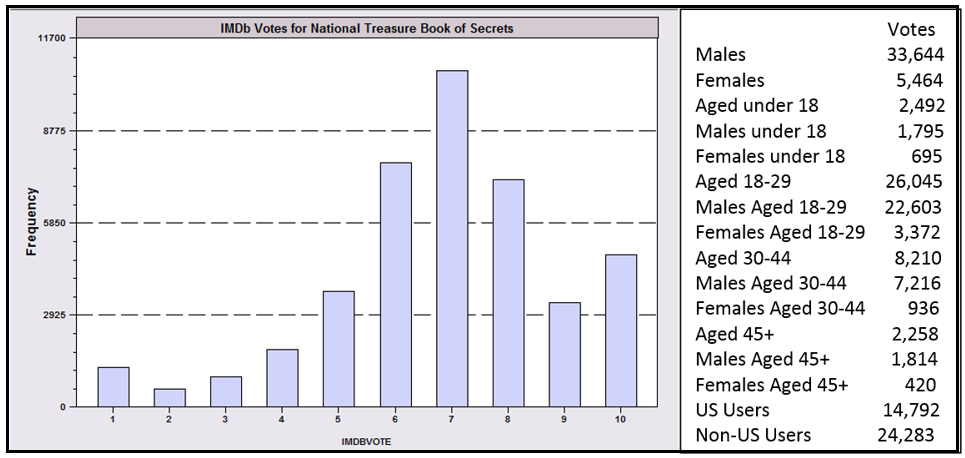 IMDb Votes for National Treasure Book of Secrets
11700
8775
5850
2925
0
Frequency
1 2 3 4 5 6 7 8 9 10
IMDBVOTE
Votes
Males 33,644
Females 5,464
Aged under 18 2,492
Males under 18 1,795
Females under 18 695
Aged 18-29 26,045
Males Aged 18-29 22,603
Females Aged 18-29 3,372
Aged 30-44 8,210
Males Aged 30-44 7,216
Females Aged 30-44 936
Aged 45+ 2,258
Males Aged 45+ 1,814
Females Aged 45+ 420
US Users 14,792
Non-US Users 24,283